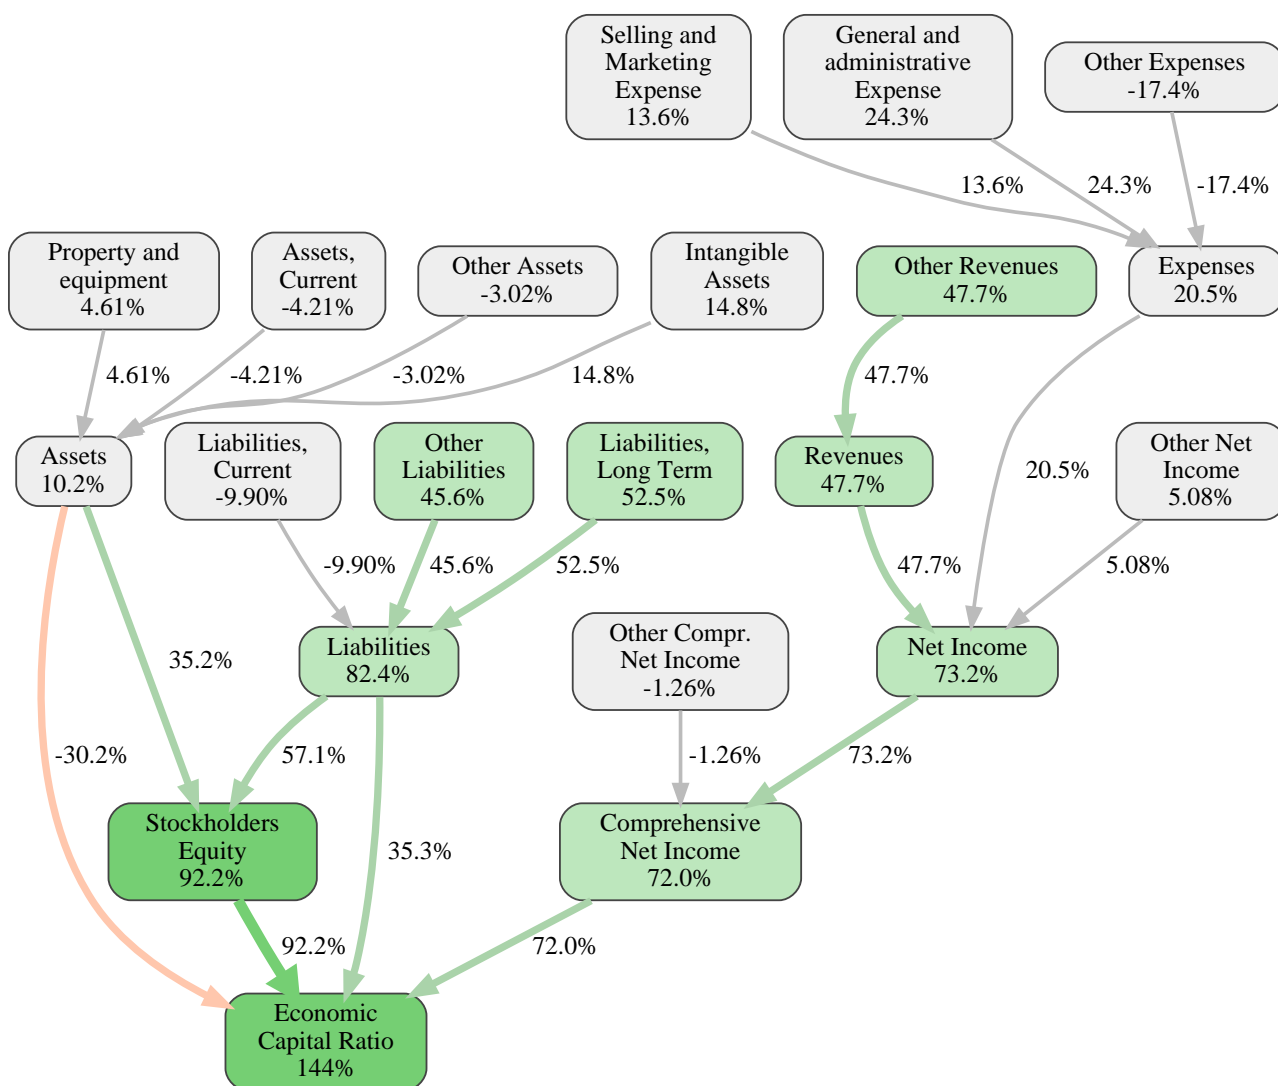 Selling and
Marketing
Expense
13.6%
General and
administrative
Expense
24.3%
Other Expenses
-17.4%
13.6%
24.3%
-17.4%
Property and
equipment
4.61%
Assets,
Current
-4.21%
Other Assets
-3.02%
Intangible
Assets
14.8%
Other Revenues
47.7%
Expenses
20.5%
4.61%
-4.21%
-3.02%
14.8%
47.7%
Assets
10.2%
Liabilities,
Current
-9.90%
Other
Liabilities
45.6%
Liabilities,
Long Term
52.5%
Revenues
47.7%
20.5%
Other Net
Income
5.08%
-9.90%
45.6%
52.5%
47.7%
5.08%
35.2%
Liabilities
82.4%
Other Compr.
Net Income
-1.26%
Net Income
73.2%
-30.2%
57.1%
-1.26%
73.2%
Stockholders
Equity
92.2%
35.3%
Comprehensive
Net Income
72.0%
92.2%
72.0%
Economic
Capital Ratio
144%